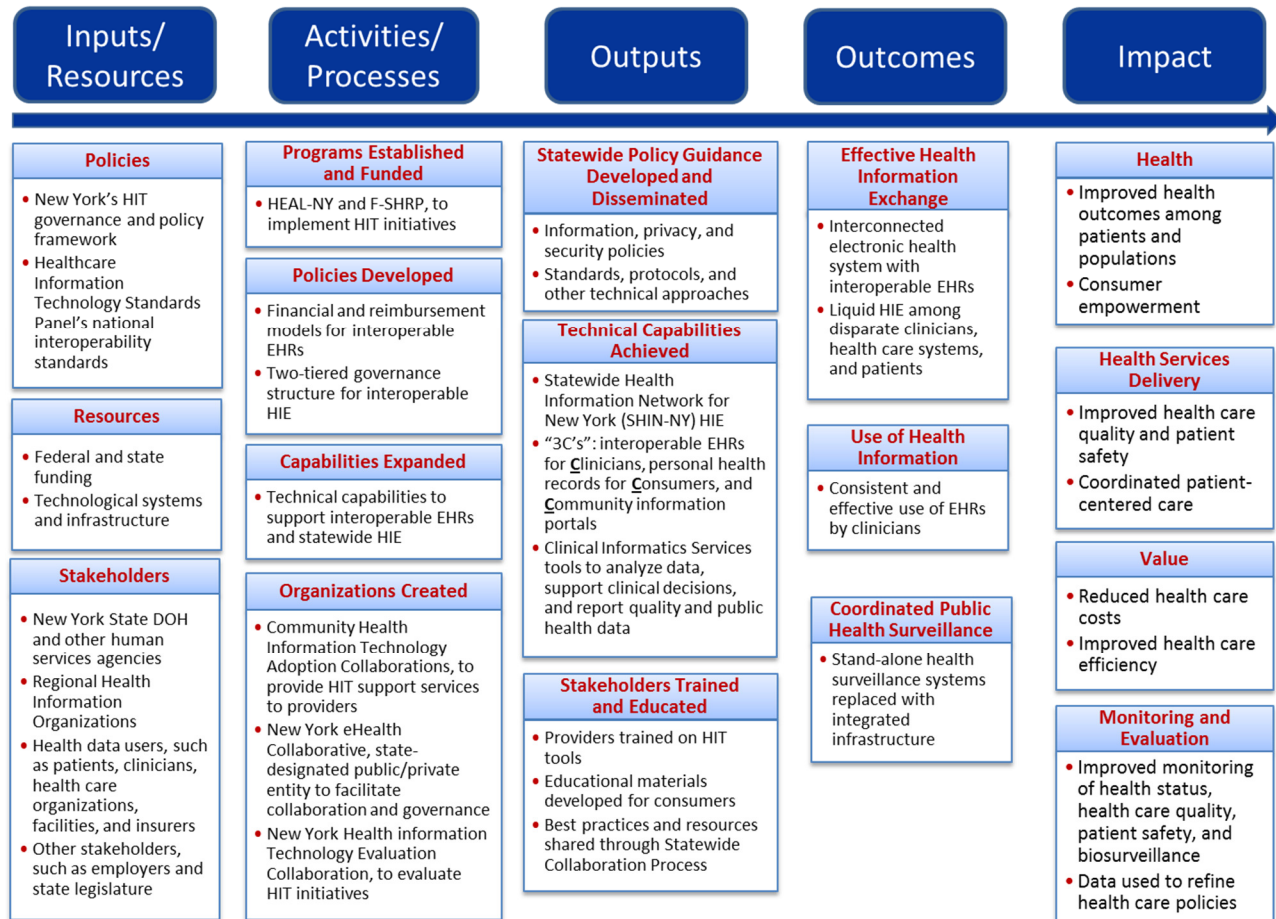 Inputs/
Resources
Activities/
Processes
Outputs
Outcomes
Impact
Policies
• New York's HIT
governance and policy
framework
• Healthcare
Information
Technology Standards
Panel's national
interoperability
standards
Resources
• Federal and state
funding
• Technological systems
and infrastructure
Stakeholders
• New York State DOH
and other human
services agencies
• Regional Health
Information
Organizations
• Health data users, such
as patients, clinicians,
health care
organizations,
facilities, and insurers
• Other stakeholders,
such as employers and
state legislature
Programs Established
and Funded
• HEAL-NY and F-SHRP, to
implement HIT initiatives
Policies Developed
• Financial and reimbursement
models for interoperable
EHRs
• Two-tiered governance
structure for interoperable
HIE
Capabilities Expanded
• Technical capabilities to
support interoperable EHRs
and statewide HIE
Organizations Created
• Community Health
Information Technology
Adoption Collaborations, to
provide HIT support services
to providers
• New York eHealth
Collaborative, state-
designated public/private
entity to facilitate
collaboration and governance
• New York Health information
Technology Evaluation
Collaboration, to evaluate
HIT initiatives
Statewide Policy Guidance
Developed and
Disseminated
• Information, privacy, and
security policies
• Standards, protocols, and
other technical approaches
Technical Capabilities
Achieved
• Statewide Health
Information Network for
New York (SHIN-NY) HIE
• "3C's": interoperable EHRs
for Clinicians, personal health
records for Consumers, and
Community information
portals
• Clinical Informatics Services
tools to analyze data,
support clinical decisions,
and report quality and public
health data
Stakeholders Trained
and Educated
• Providers trained on HIT
tools
• Educational materials
developed for consumers
• Best practices and resources
shared through Statewide
Collaboration Process
Effective Health
Information
Exchange
• Interconnected
electronic health
system with
interoperable EHRs
• Liquid HIE among
disparate clinicians,
health care systems,
and patients
Use of Health
Information
• Consistent and
effective use of EHRs
by clinicians
Coordinated Public
Health Surveillance
• Stand-alone health
surveillance systems
replaced with
integrated
infrastructure
Health
• Improved health
outcomes among
patients and
populations
• Consumer
empowerment
Health Services
Delivery
• Improved health care
quality and patient
safety
• Coordinated patient-
centered care
Value
• Reduced health care
costs
• Improved health care
efficiency
Monitoring and
Evaluation
• Improved monitoring
of health status,
health care quality,
patient safety, and
biosurveillance
• Data used to refine
health care policies